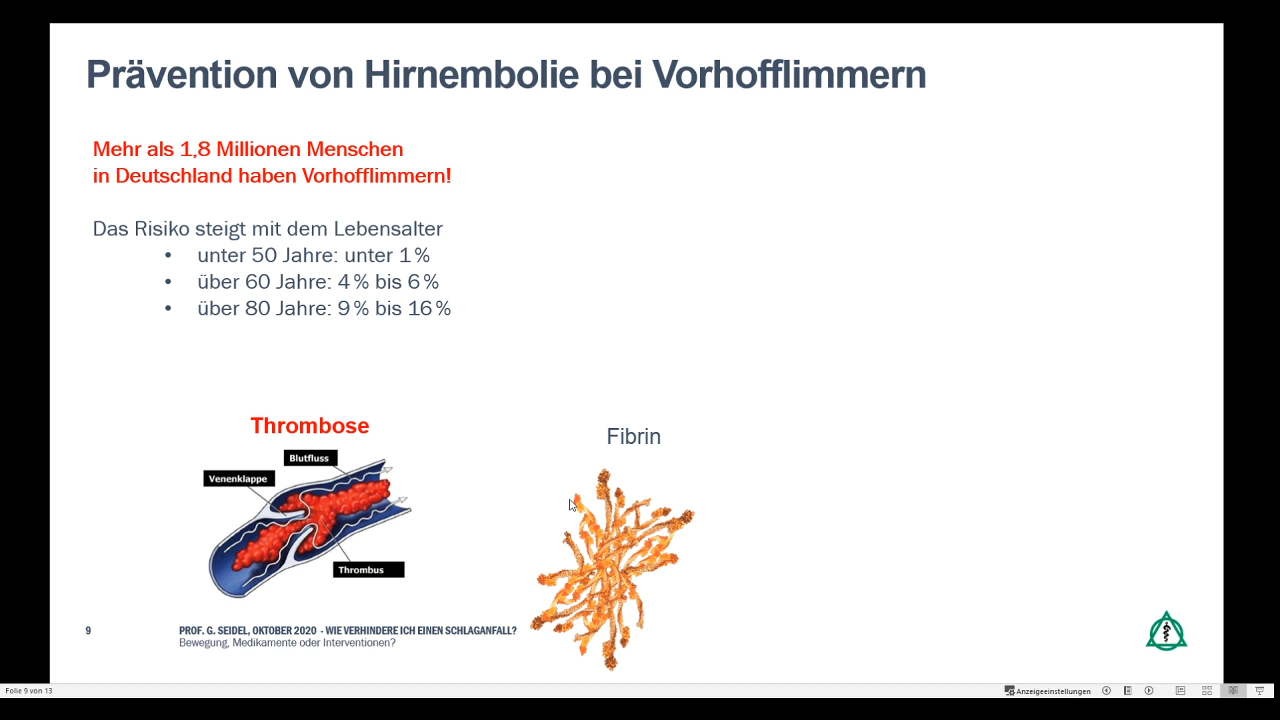 Prävention von Hirnembolie bei Vorhofflimmern
Mehr als 1,8 Millionen Menschen
in Deutschland haben Vorhofflimmern!
Das Risiko steigt mit dem Lebensalter
• unter 50 Jahre: unter 1 %
• über 60 Jahre: 4 % bis 6 %
• über 80 Jahre: 9 % bis 16 %
Thrombose
Blutfluss
Venenklappe
Thrombus
Fibrin
9
PROF. G. SEIDEL, OKTOBER 2020 - WIE VERHINDERE ICH EINEN SCHLAGANFALL?
Bewegung, Medikamente oder Interventionen?
Folie 9 von 13
Anzeigeeinstellungen